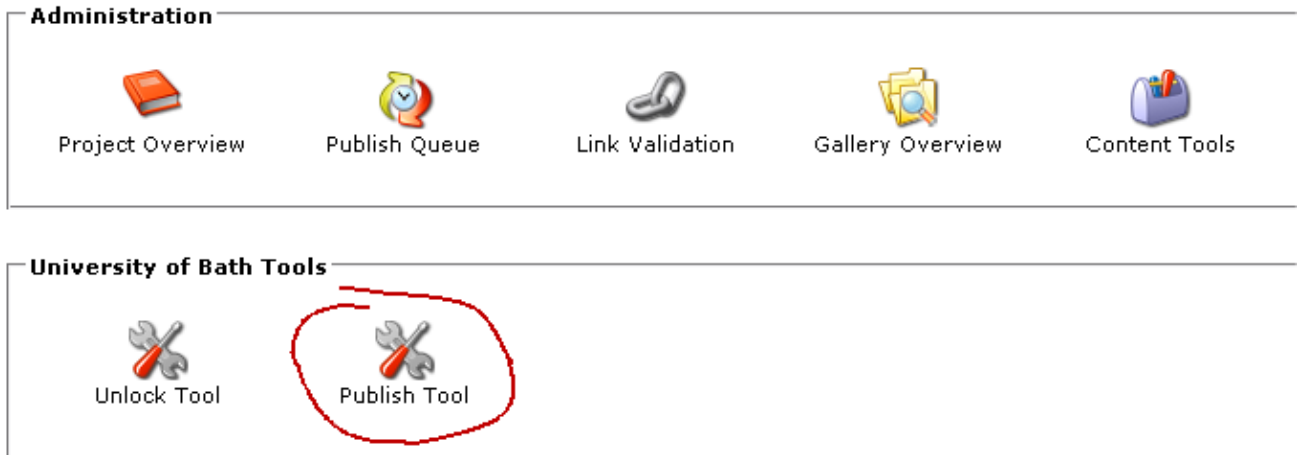 Administration
Project Overview Publish Queue Link Validation Gallery Overview Content Tools
University of Bath Tools
Unlock Tool Publish Tool